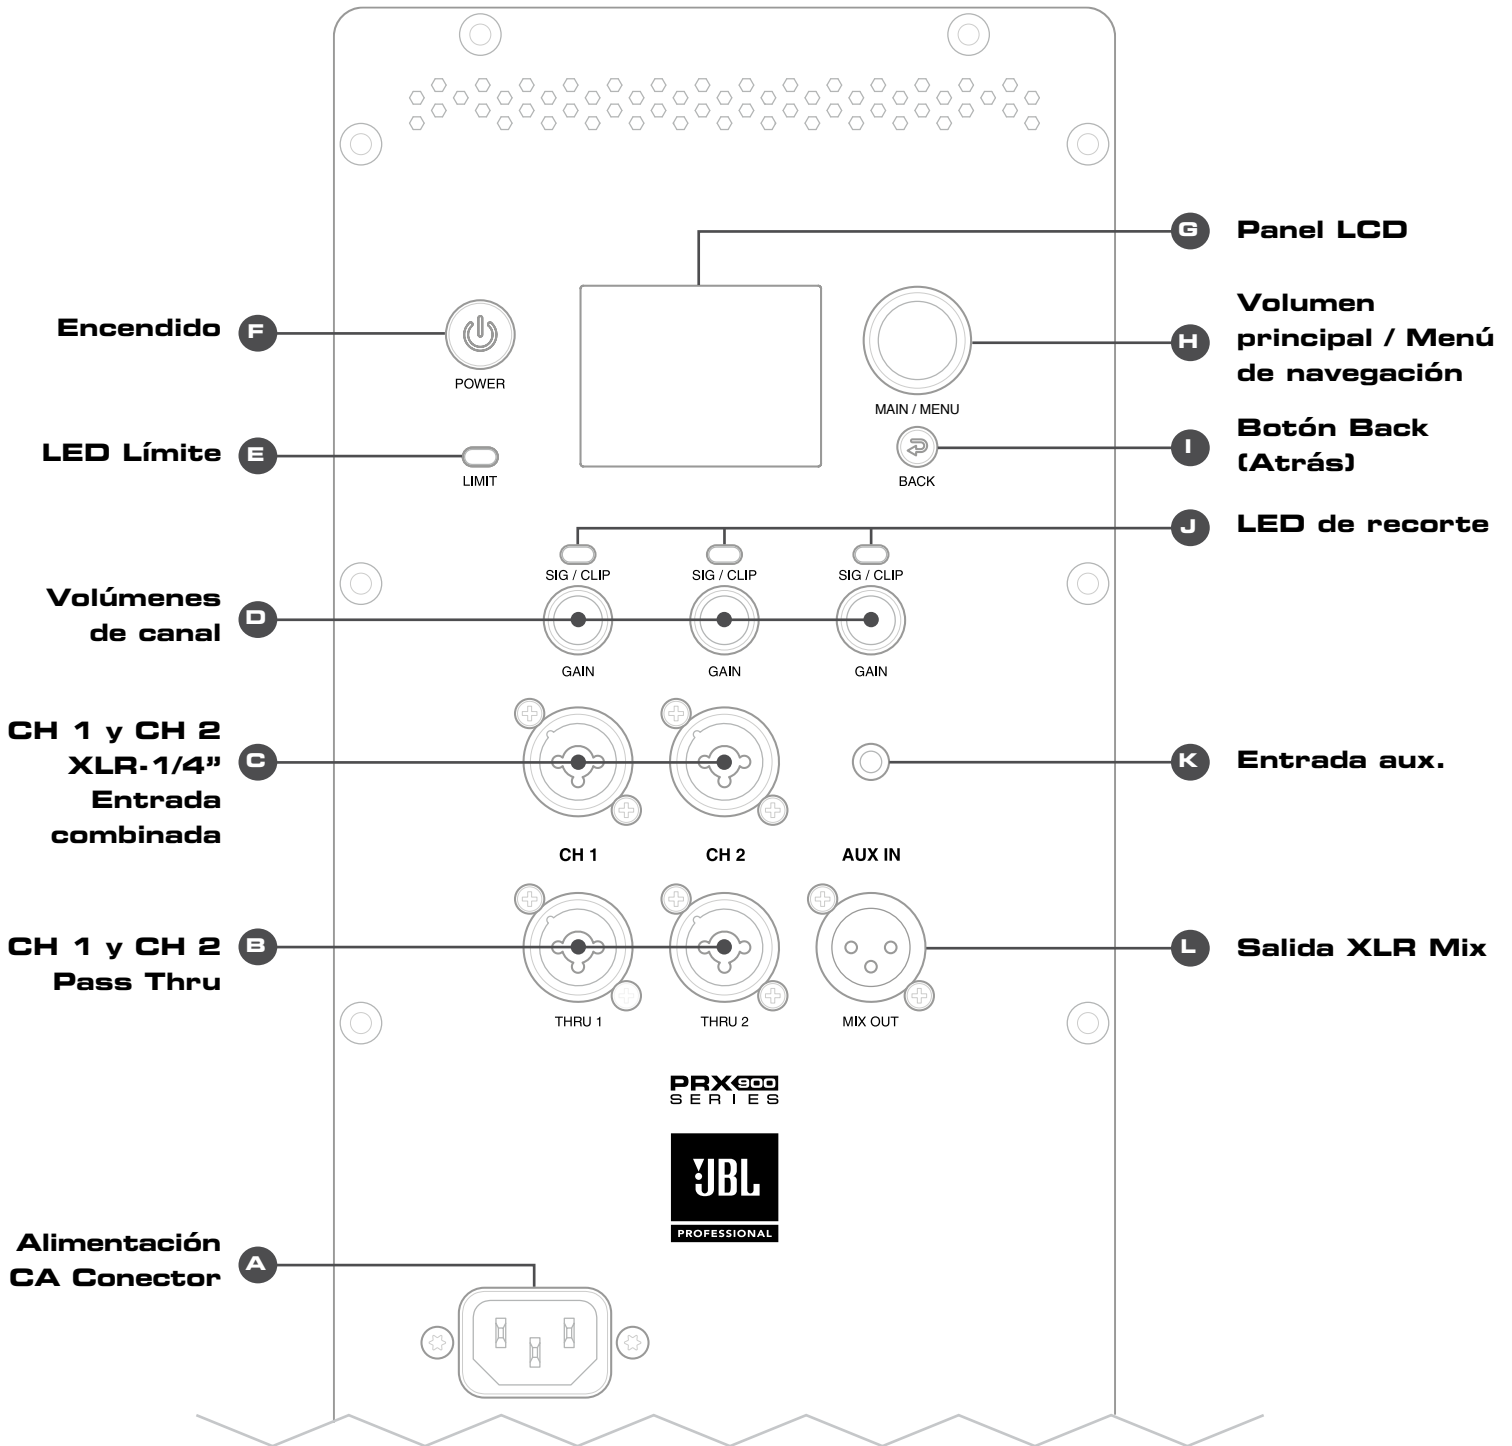 G Panel LCD
Encendido F
POWER
H Volumen
principal / Menú
de navegación
MAIN / MENU
LED Límite E
LIMIT
I Botón Back
(Atrás)
BACK
J LED de recorte
SIG / CLIP SIG / CLIP SIG / CLIP
Volúmenes
de canal D
GAIN GAIN GAIN
CH 1 y CH 2
XLR-1/4” C
Entrada
combinada
K Entrada aux.
CH 1 CH 2 AUX IN
CH 1 y CH 2 B
Pass Thru
L Salida XLR Mix
THRU 1 THRU 2 MIX OUT
PRX 900
SERIES
JBL
PROFESSIONAL
Alimentación
CA Conector A